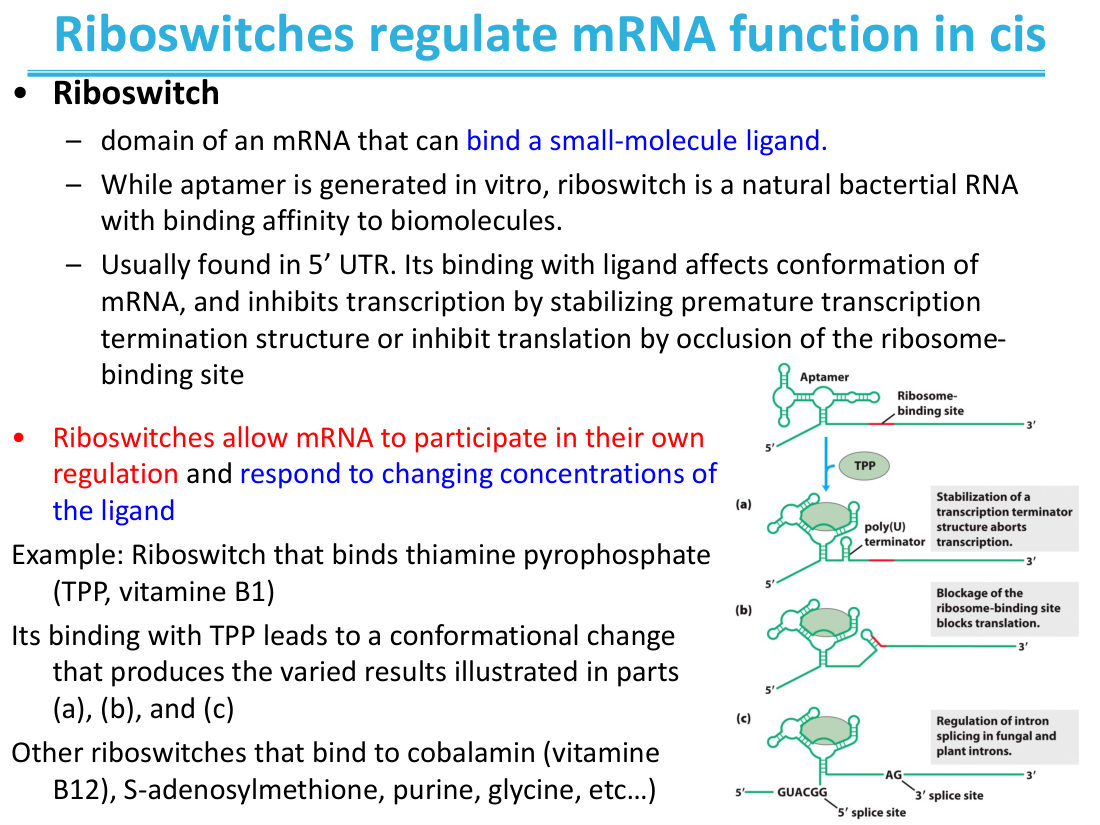 Riboswitches regulate mRNA function in cis
• Riboswitch
– domain of an mRNA that can bind a small-molecule ligand.
– While aptamer is generated in vitro, riboswitch is a natural bactertial RNA
with binding affinity to biomolecules.
– Usually found in 5’ UTR. Its binding with ligand affects conformation of
mRNA, and inhibits transcription by stabilizing premature transcription
termination structure or inhibit translation by occlusion of the ribosome-
binding site
• Riboswitches allow mRNA to participate in their own
regulation and respond to changing concentrations of
the ligand
Example: Riboswitch that binds thiamine pyrophosphate
(TPP, vitamine B1)
Its binding with TPP leads to a conformational change
that produces the varied results illustrated in parts
(a), (b), and (c)
Other riboswitches that bind to cobalamin (vitamine
B12), S-adenosylmethione, purine, glycine, etc…)
Aptamer
Ribosome-
binding site
5′
3′
TPP
(a)
Stabilization of a
transcription terminator
structure aborts
transcription.
poly(U)
terminator
3′
5′
(b)
Blockage of the
ribosome-binding site
blocks translation.
3′
5′
(c)
Regulation of intron
splicing in fungal and
plant introns.
AG
3′
5′
GUACGG
3′ splice site
5′ splice site